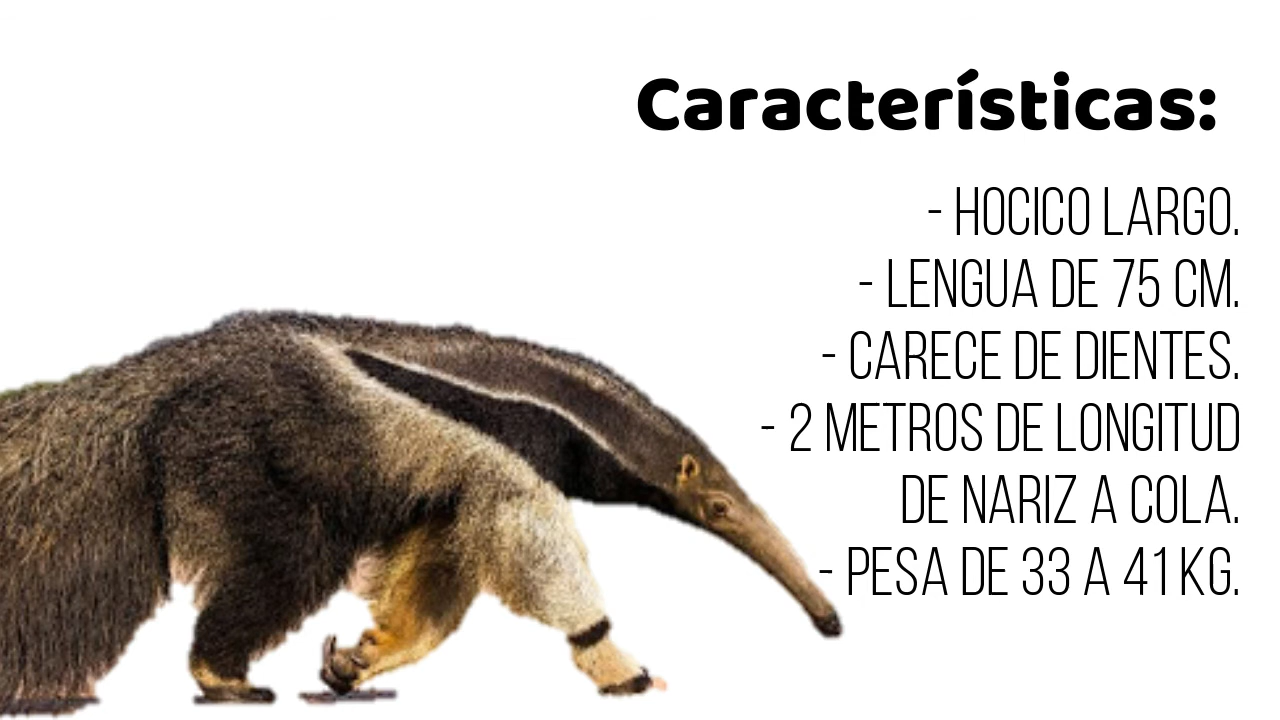 Características:
- HOCICO LARGO.
- LENGUA DE 75 CM.
- CARECE DE DIENTES.
- 2 METROS DE LONGITUD
DE NARIZ A COLA.
- PESA DE 33 A 41 KG.